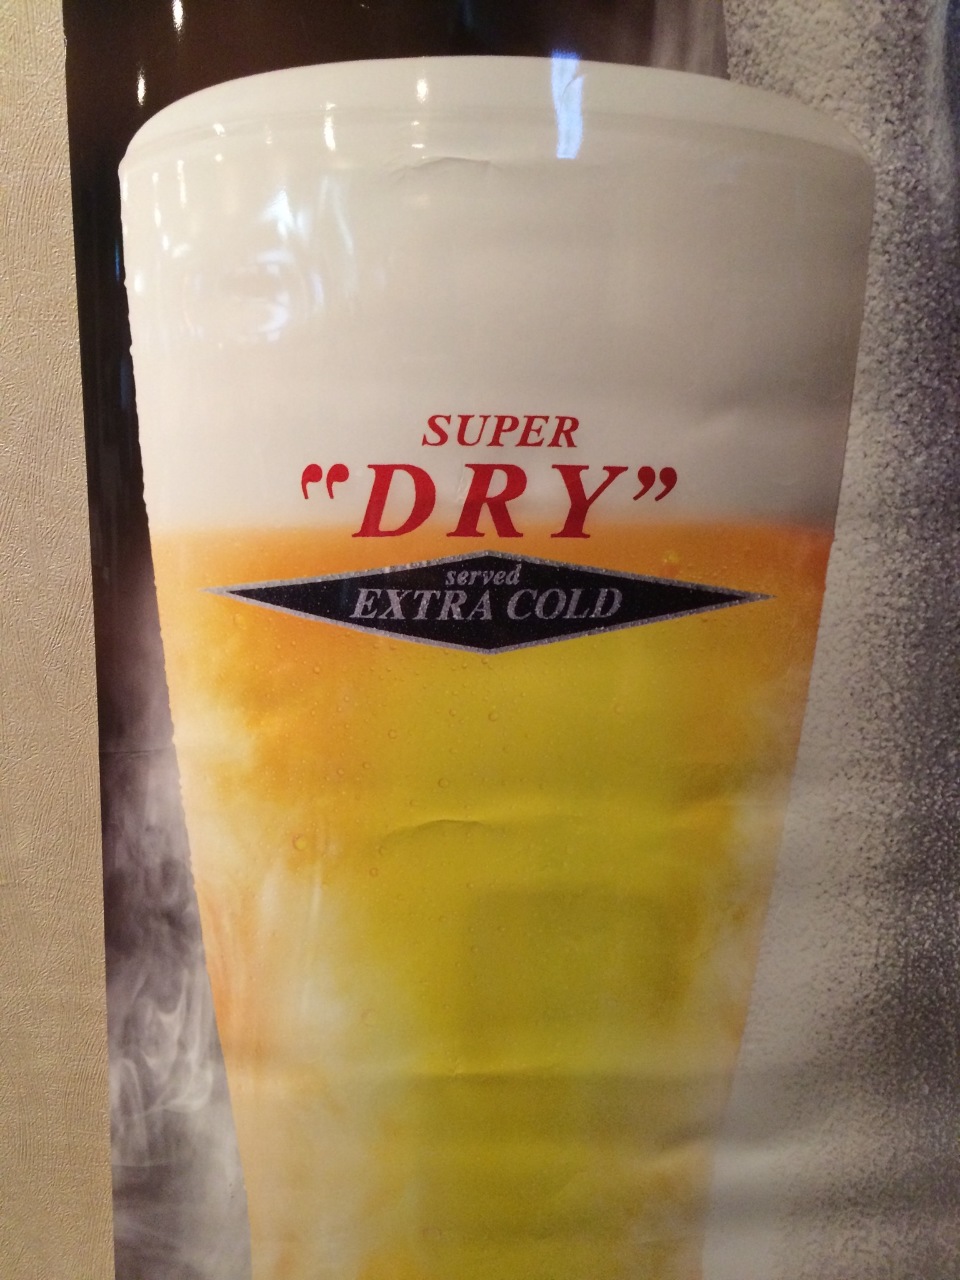 SUPER
“DRY”
served
EXTRA COLD